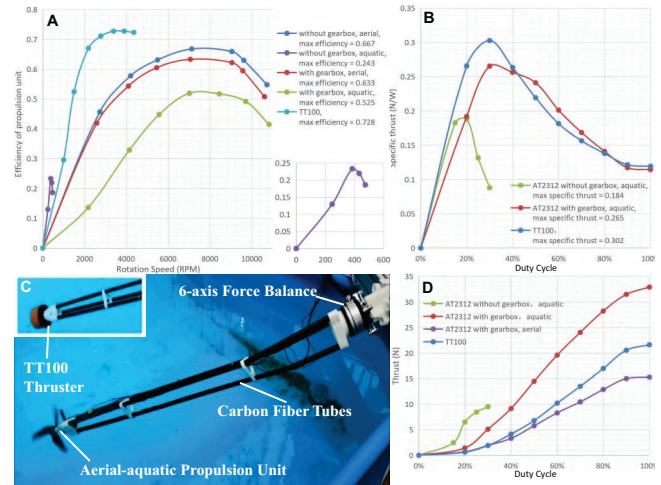 A
Efficiency of propulsion unit
0.8
0.7
0.6
0.5
0.4
0.3
0.2
0.1
0
0
2000
4000
6000
8000
10000
Rotation Speed (RPM)
without gearbox, aerial,
max efficiency = 0.667
without gearbox, aquatic,
max efficiency = 0.243
with gearbox, aerial,
max efficiency = 0.633
with gearbox, aquatic,
max efficiency = 0.525
TT100,
max efficiency = 0.728
0.25
0.2
0.15
0.1
0.05
0
0
200
400
600
B
Specific thrust (N/W)
0.35
0.3
0.25
0.2
0.15
0.1
0.05
0
0%
20%
40%
60%
80%
100%
Duty Cycle
AT2312 without gearbox, aquatic,
max specific thrust = 0.184
AT2312 with gearbox, aquatic,
max specific thrust = 0.265
TT100,
max specific thrust = 0.302
C
TT100
Thruster
6-axis Force Balance
Carbon Fiber Tubes
Aerial-aquatic Propulsion Unit
D
Thrust (N)
35
30
25
20
15
10
5
0
0%
20%
40%
60%
80%
100%
Duty Cycle
AT2312 without gearbox, aquatic
AT2312 with gearbox, aquatic
AT2312 with gearbox, aerial
TT100